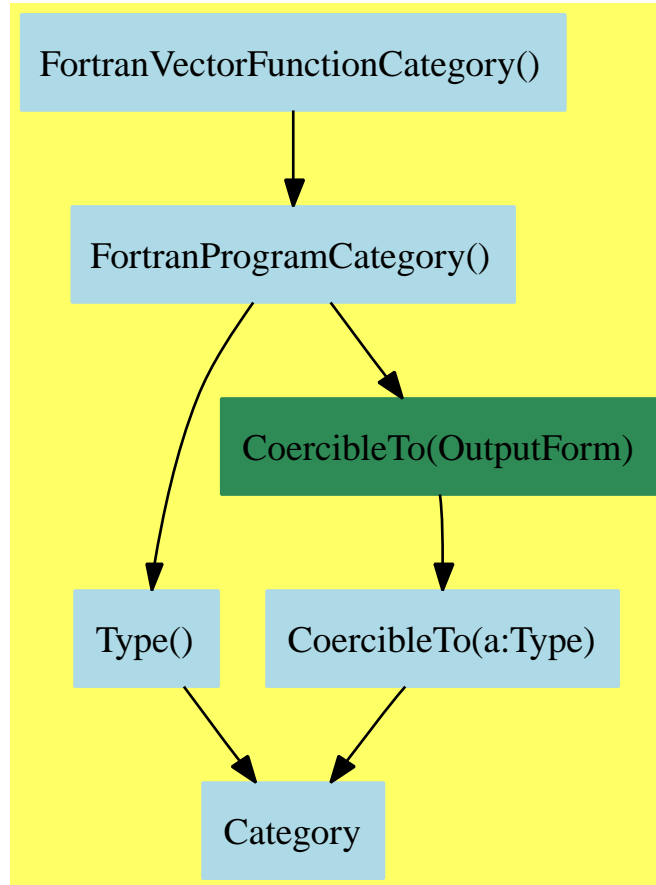 FortranVectorFunctionCategory()
FortranProgramCategory()
CoercibleTo(OutputForm)
Type()
CoercibleTo(a:Type)
Category